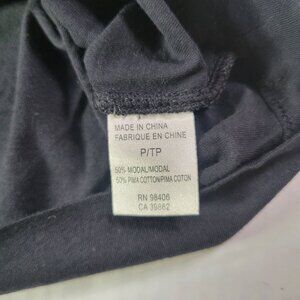 MADE IN CHINA
FABRIQUE EN CHINE
P/TP
50% MODAL/MODAL
50% PIMA COTTON/PIMA COTON
RN 98406
CA 39882